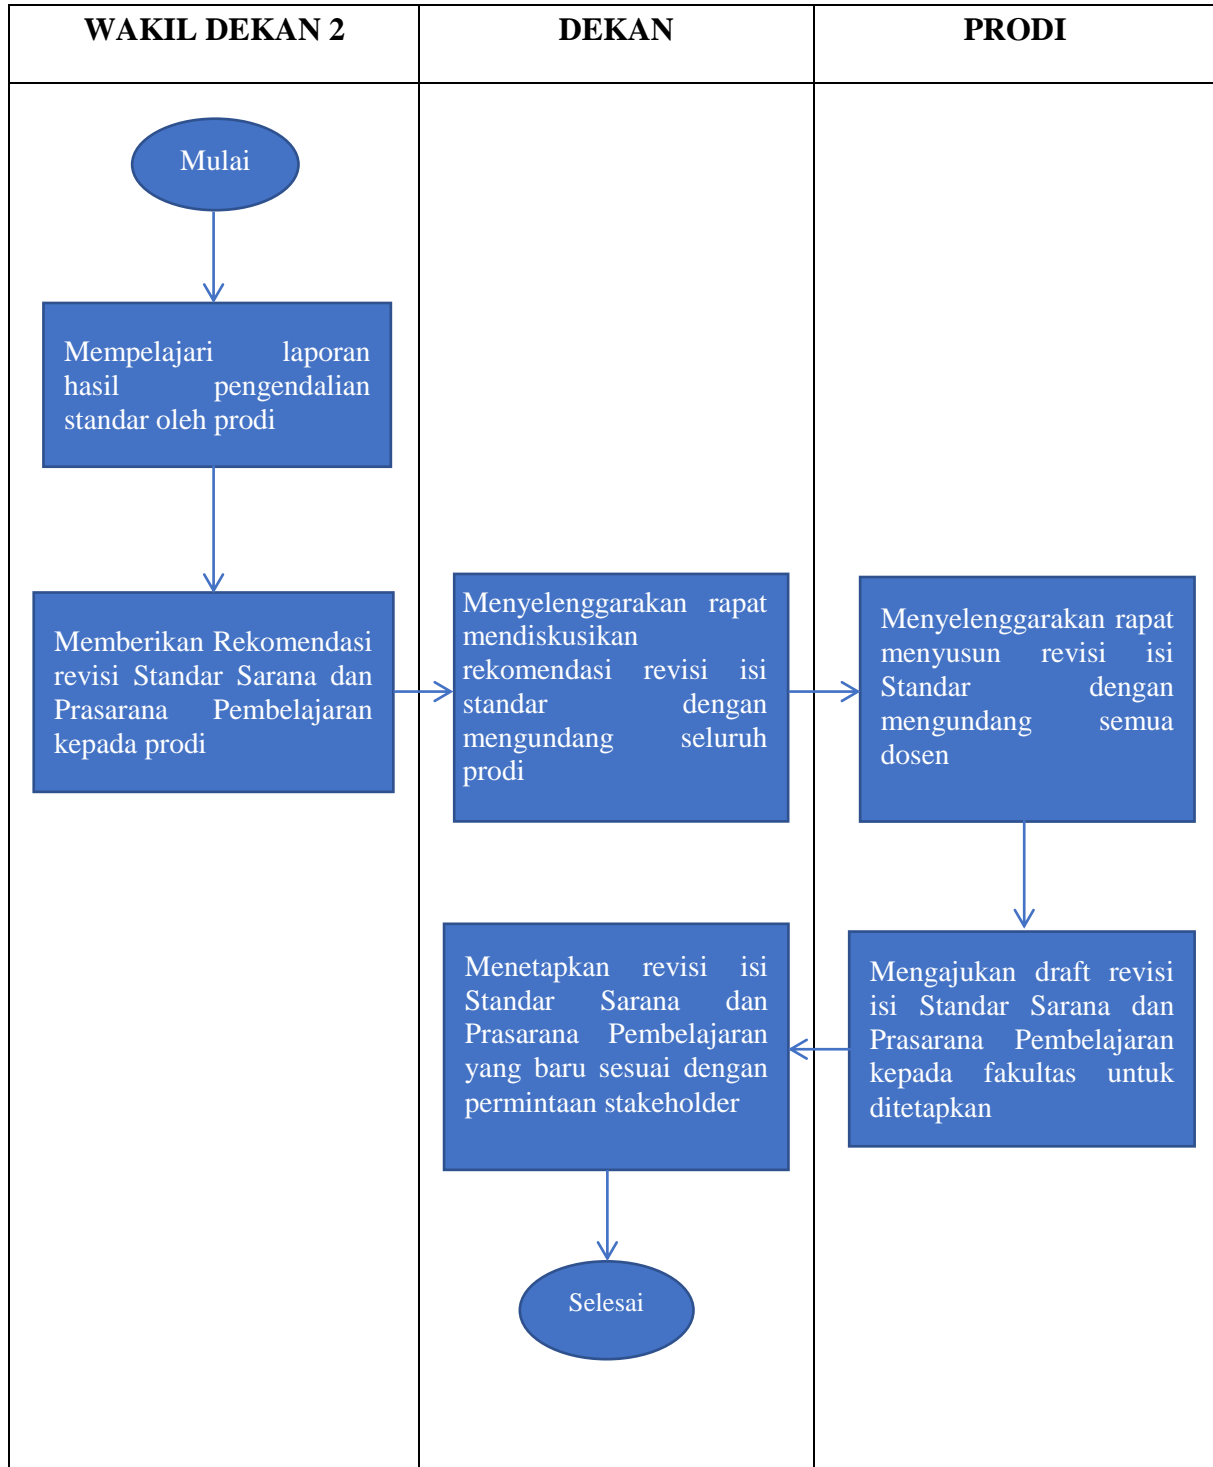 WAKIL DEKAN 2
DEKAN
PRODI
Mulai
Mempelajari laporan
hasil pengendalian
standar oleh prodi
Memberikan Rekomendasi
revisi Standar Sarana dan
Prasarana Pembelajaran
kepada prodi
Menyelenggarakan rapat
mendiskusikan
rekomendasi revisi isi
standar dengan
mengundang seluruh
prodi
Menyelenggarakan rapat
menyusun revisi isi
Standar dengan
mengundang semua
dosen
Mengajukan draft revisi
isi Standar Sarana dan
Prasarana Pembelajaran
kepada fakultas untuk
ditetapkan
Menetapkan revisi isi
Standar Sarana dan
Prasarana Pembelajaran
yang baru sesuai dengan
permintaan stakeholder
Selesai